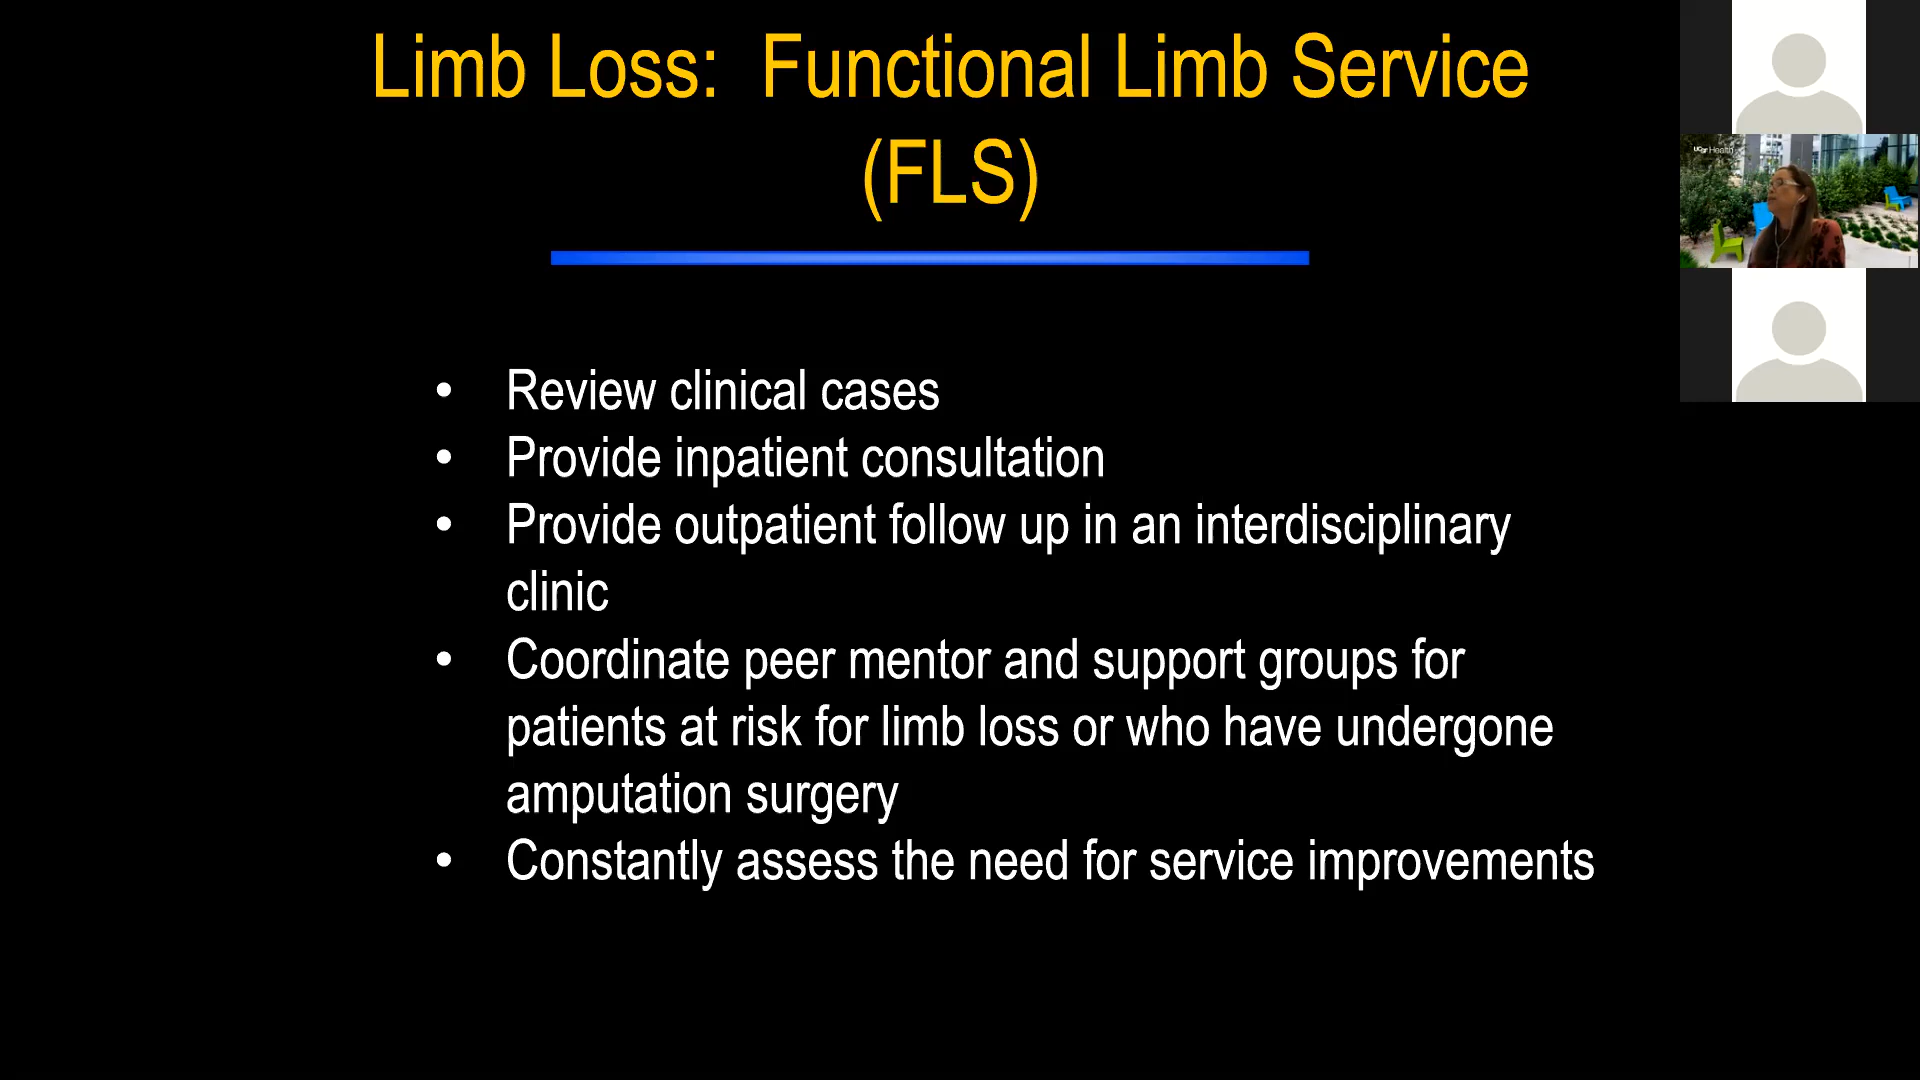 Limb Loss: Functional Limb Service
(FLS)
UCSF Health
• Review clinical cases
• Provide inpatient consultation
• Provide outpatient follow up in an interdisciplinary
clinic
• Coordinate peer mentor and support groups for
patients at risk for limb loss or who have undergone
amputation surgery
• Constantly assess the need for service improvements